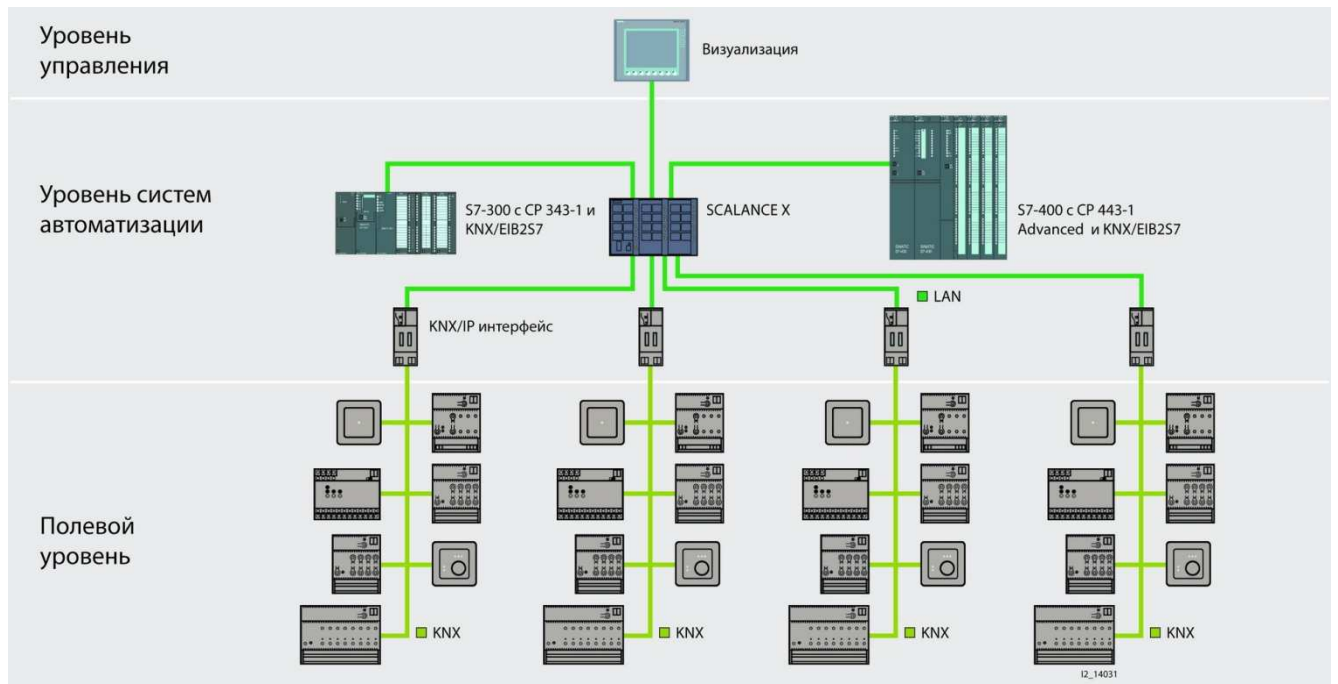 Уровень
управления
Визуализация
Уровень систем
автоматизации
S7-300 с CP 343-1 и
KNX/EIB2S7
SCALANCE X
S7-400 с CP 443-1
Advanced и KNX/EIB2S7
LAN
KNX/IP интерфейс
Полевой
уровень
KNX
KNX
KNX
KNX
I2_14031